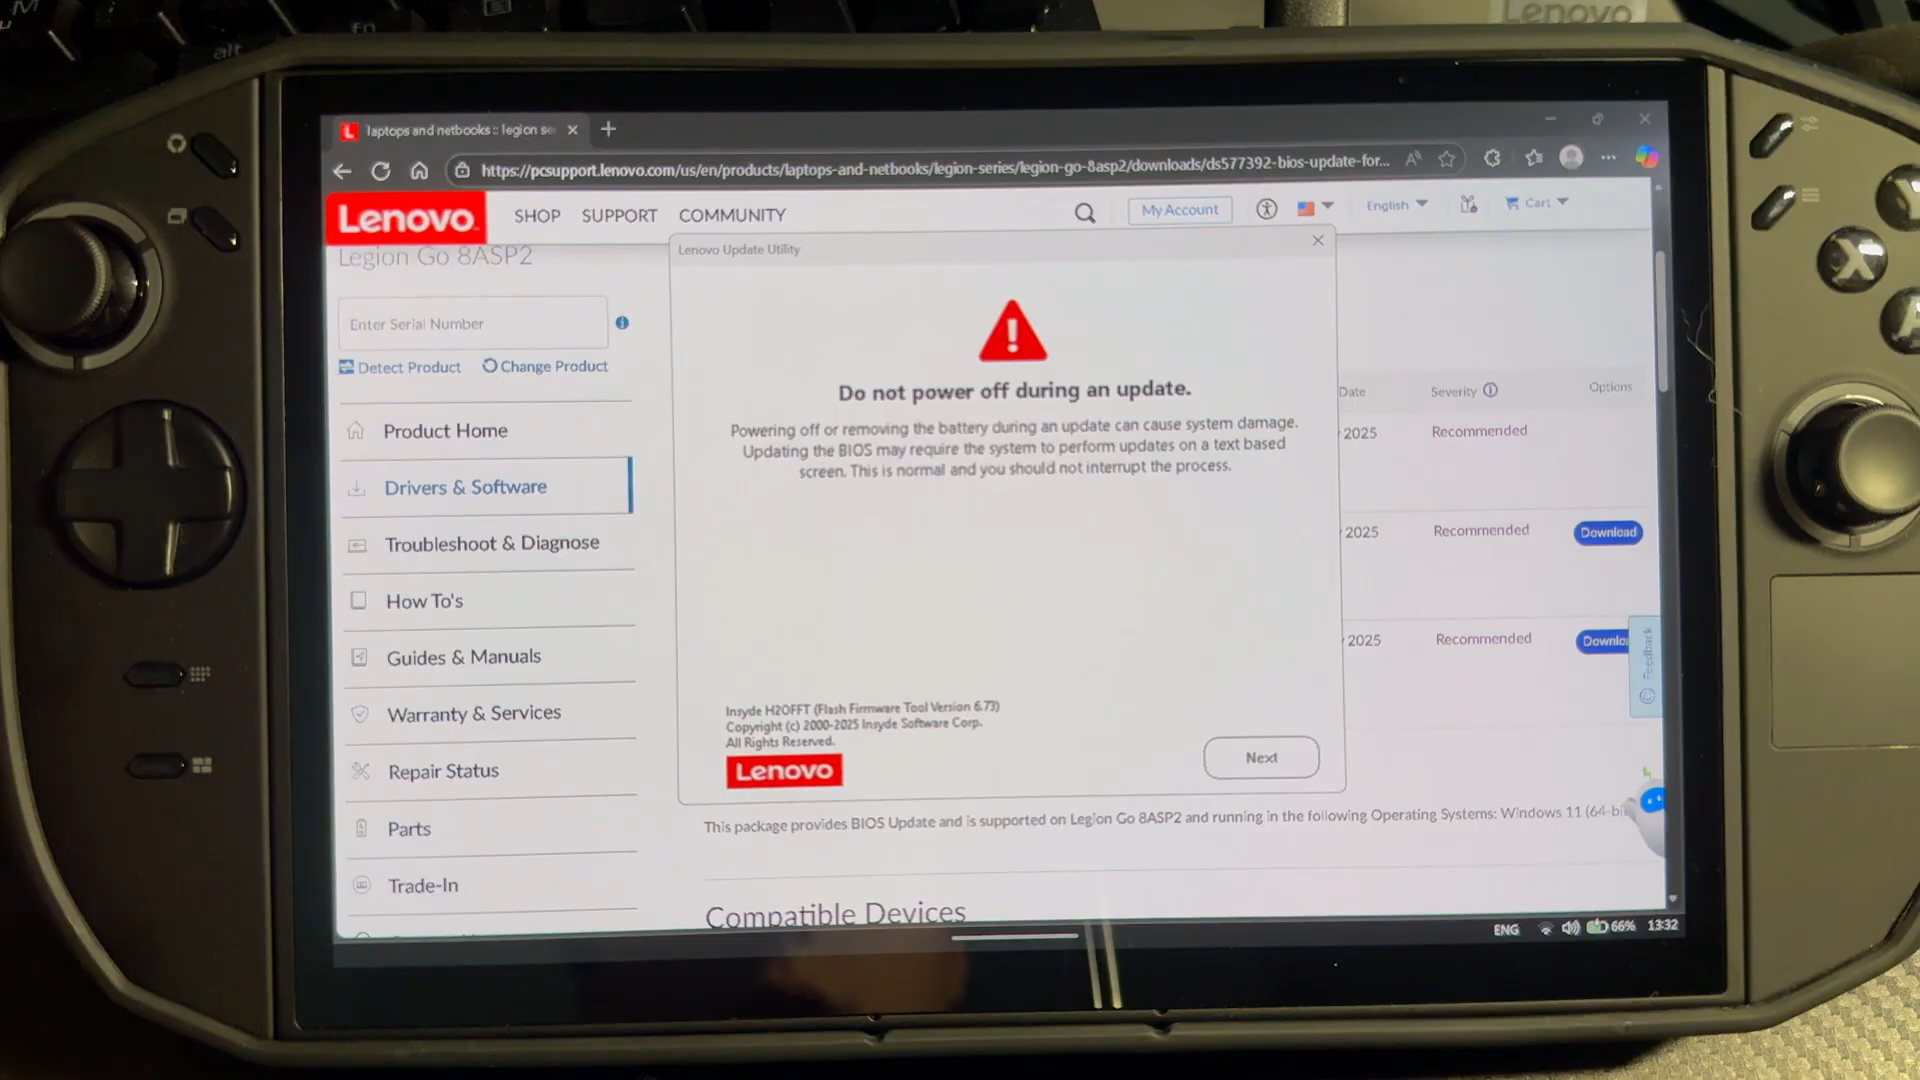 Lenovo
alt
fn
laptops and netbooks :: legion se
https://pcsupport.lenovo.com/us/en/products/laptops-and-netbooks/legion-series/legion-go-8asp2/downloads/ds577392-bios-update-for...
Lenovo
SHOP SUPPORT COMMUNITY
My Account
English
Cart
Legion Go 8ASP2
Enter Serial Number
Detect Product Change Product
Product Home
Drivers & Software
Troubleshoot & Diagnose
How To's
Guides & Manuals
Warranty & Services
Repair Status
Parts
Trade-In
Lenovo Update Utility
Do not power off during an update.
Powering off or removing the battery during an update can cause system damage.
Updating the BIOS may require the system to perform updates on a text based
screen. This is normal and you should not interrupt the process.
Insyde H2OFFT (Flash Firmware Tool Version 6.73)
Copyright (c) 2000-2025 Insyde Software Corp.
All Rights Reserved.
Lenovo
Next
Date Severity Options
2025 Recommended
2025 Recommended Download
2025 Recommended Downloa
Feedback
This package provides BIOS Update and is supported on Legion Go 8ASP2 and running in the following Operating Systems: Windows 11 (64-bi
Compatible Devices
ENG 66% 13:32
Y
X
A